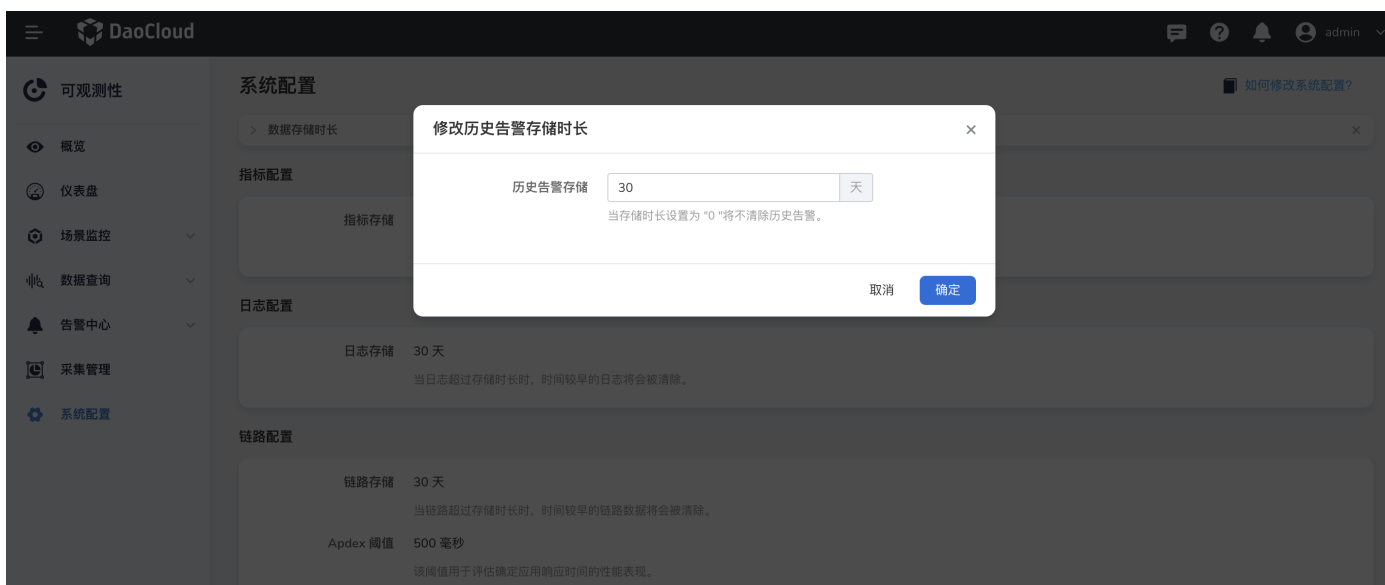 DaoCloud
admin
可观测性
概览
仪表盘
场景监控
数据查询
告警中心
采集管理
系统配置
系统配置
如何修改系统配置?
数据存储时长
指标配置
指标存储
修改历史告警存储时长
历史告警存储 30 天
当存储时长设置为 "0 "将不清除历史告警。
取消 确定
日志配置
日志存储 30 天
当日志超过存储时长时，时间较早的日志将会被清除。
链路配置
链路存储 30 天
当链路超过存储时长时，时间较早的链路数据将会被清除。
Apdex 阈值 500 毫秒
该阈值用于评估确定应用响应时间的性能表现。